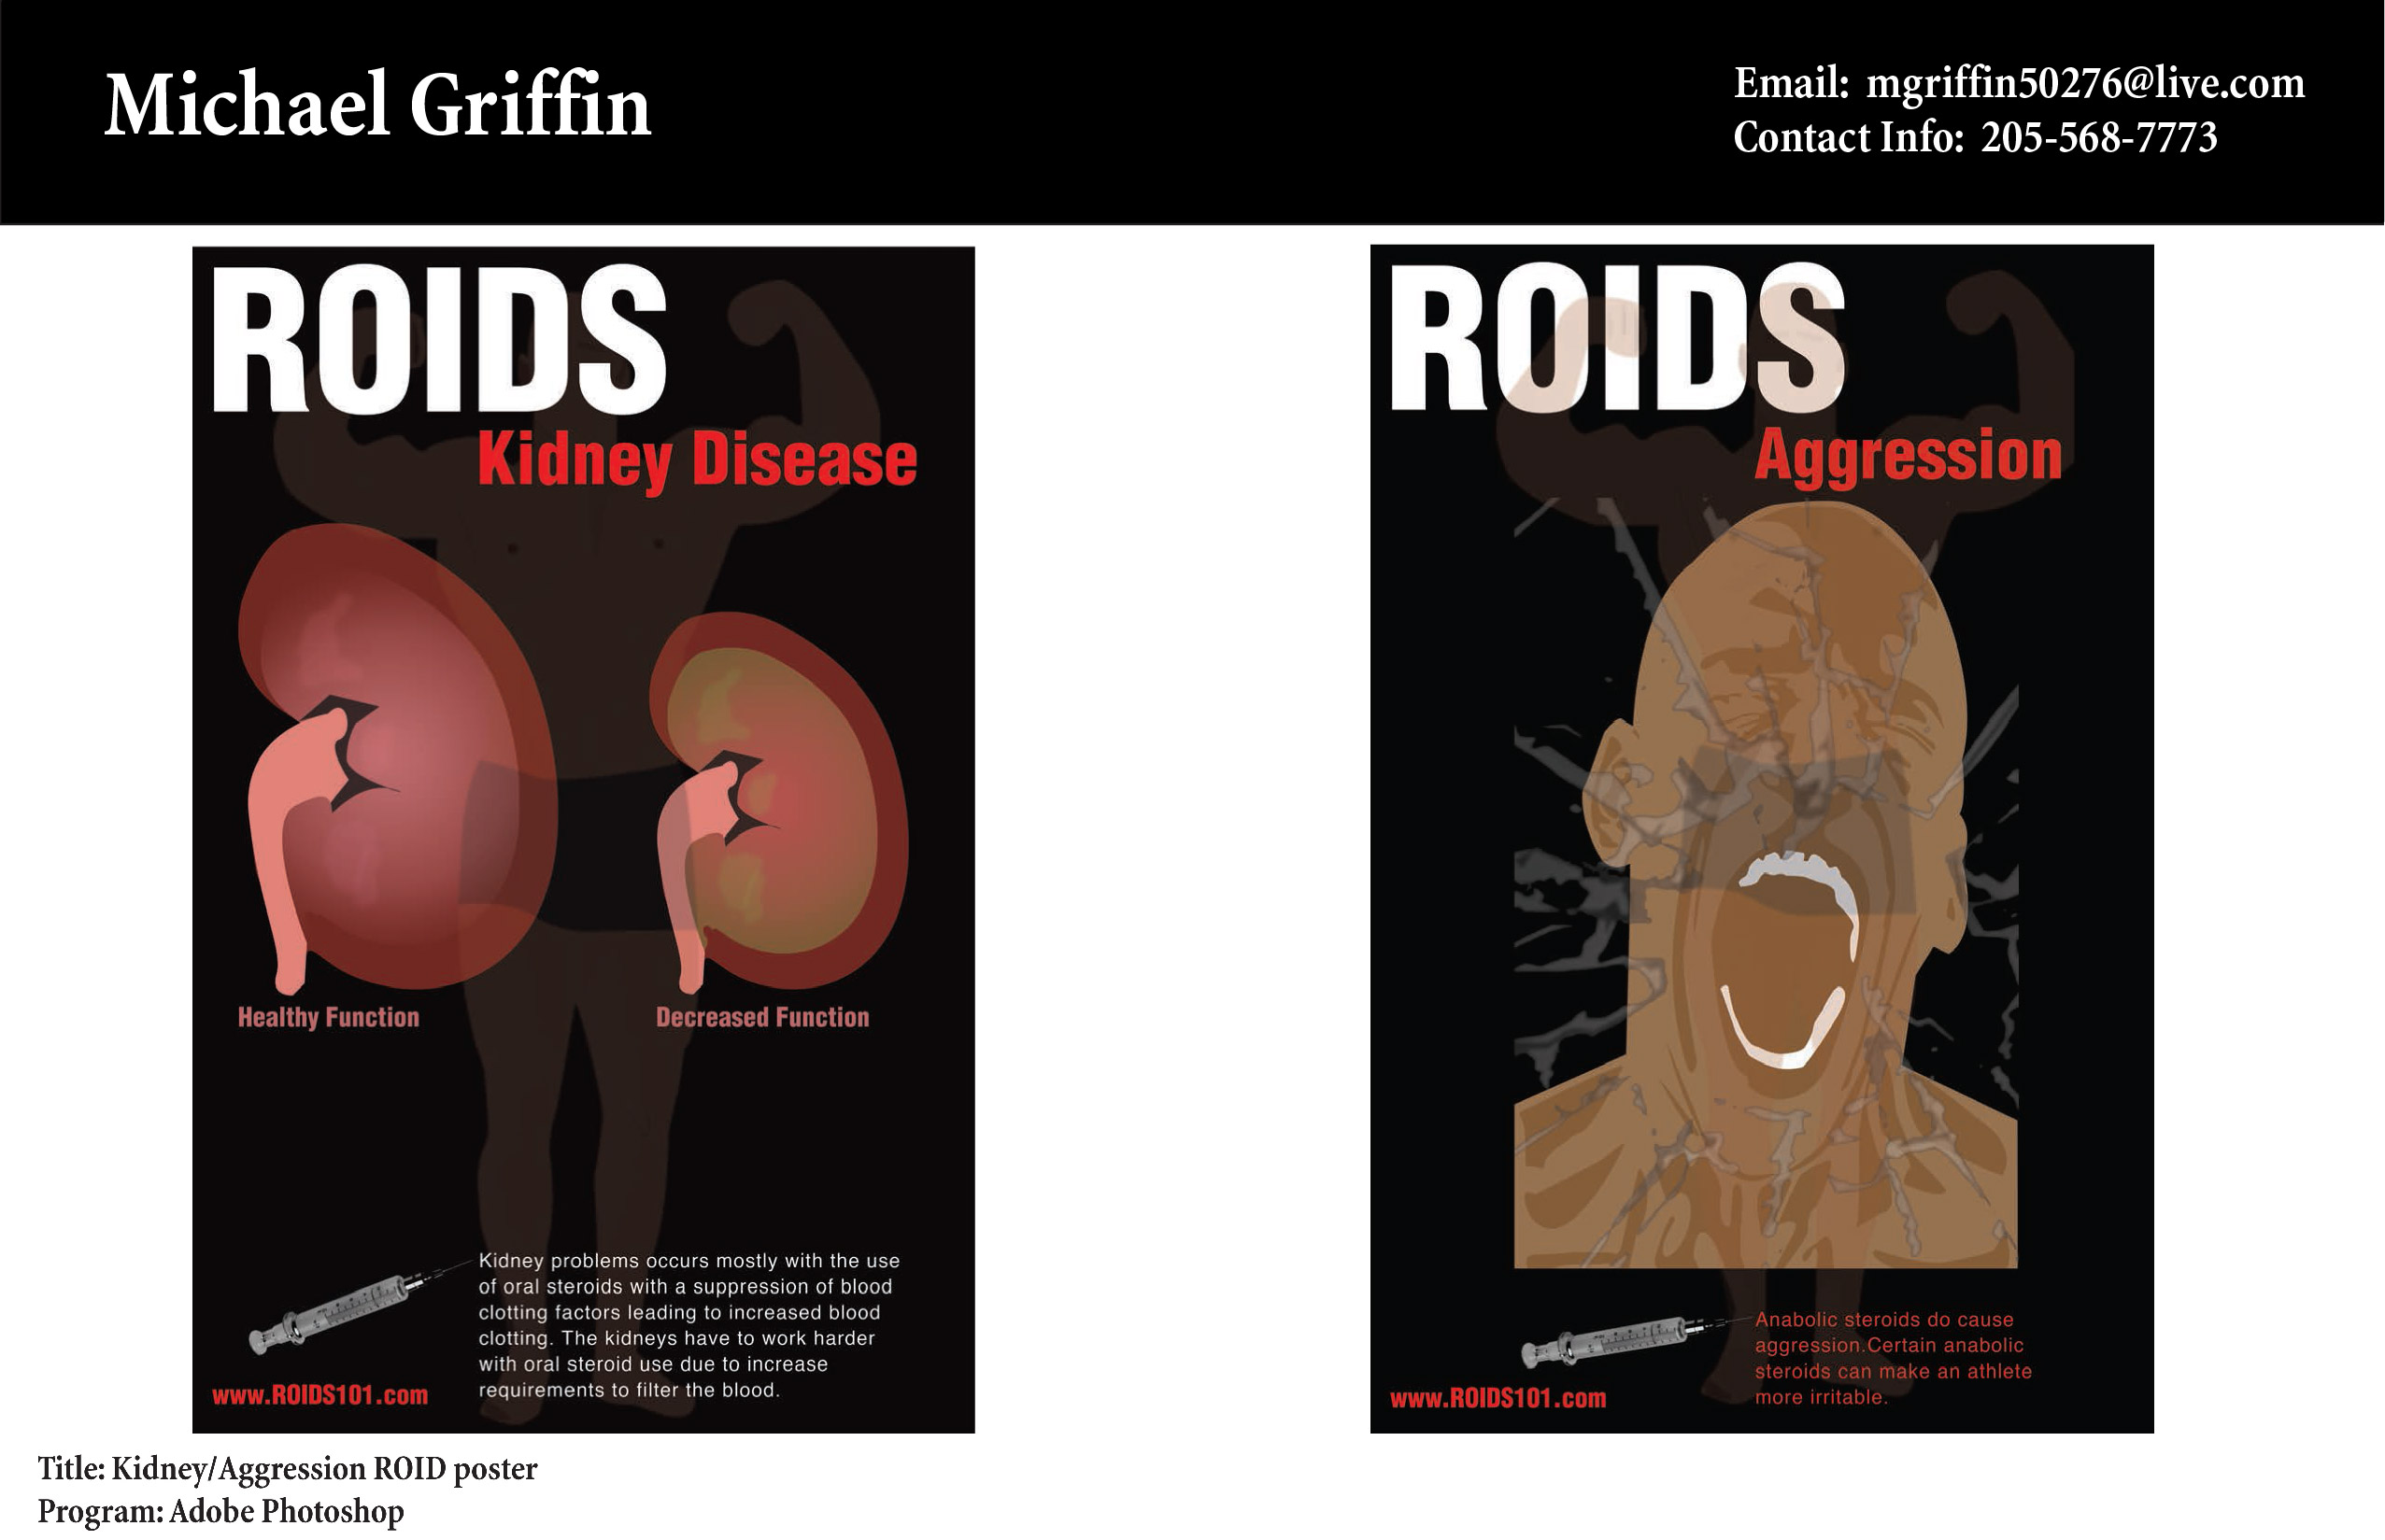 Michael Griffin
Email: mgriffin50276@live.com
Contact Info: 205-568-7773
ROIDS
Kidney Disease
Healthy Function
Decreased Function
Kidney problems occurs mostly with the use
of oral steroids with a suppression of blood
clotting factors leading to increased blood
clotting. The kidneys have to work harder
with oral steroid use due to increase
requirements to filter the blood.
www.ROIDS101.com
ROIDS
Aggression
Anabolic steroids do cause
aggression.Certain anabolic
steroids can make an athlete
more irritable.
www.ROIDS101.com
Title: Kidney/Aggression ROID poster
Program: Adobe Photoshop